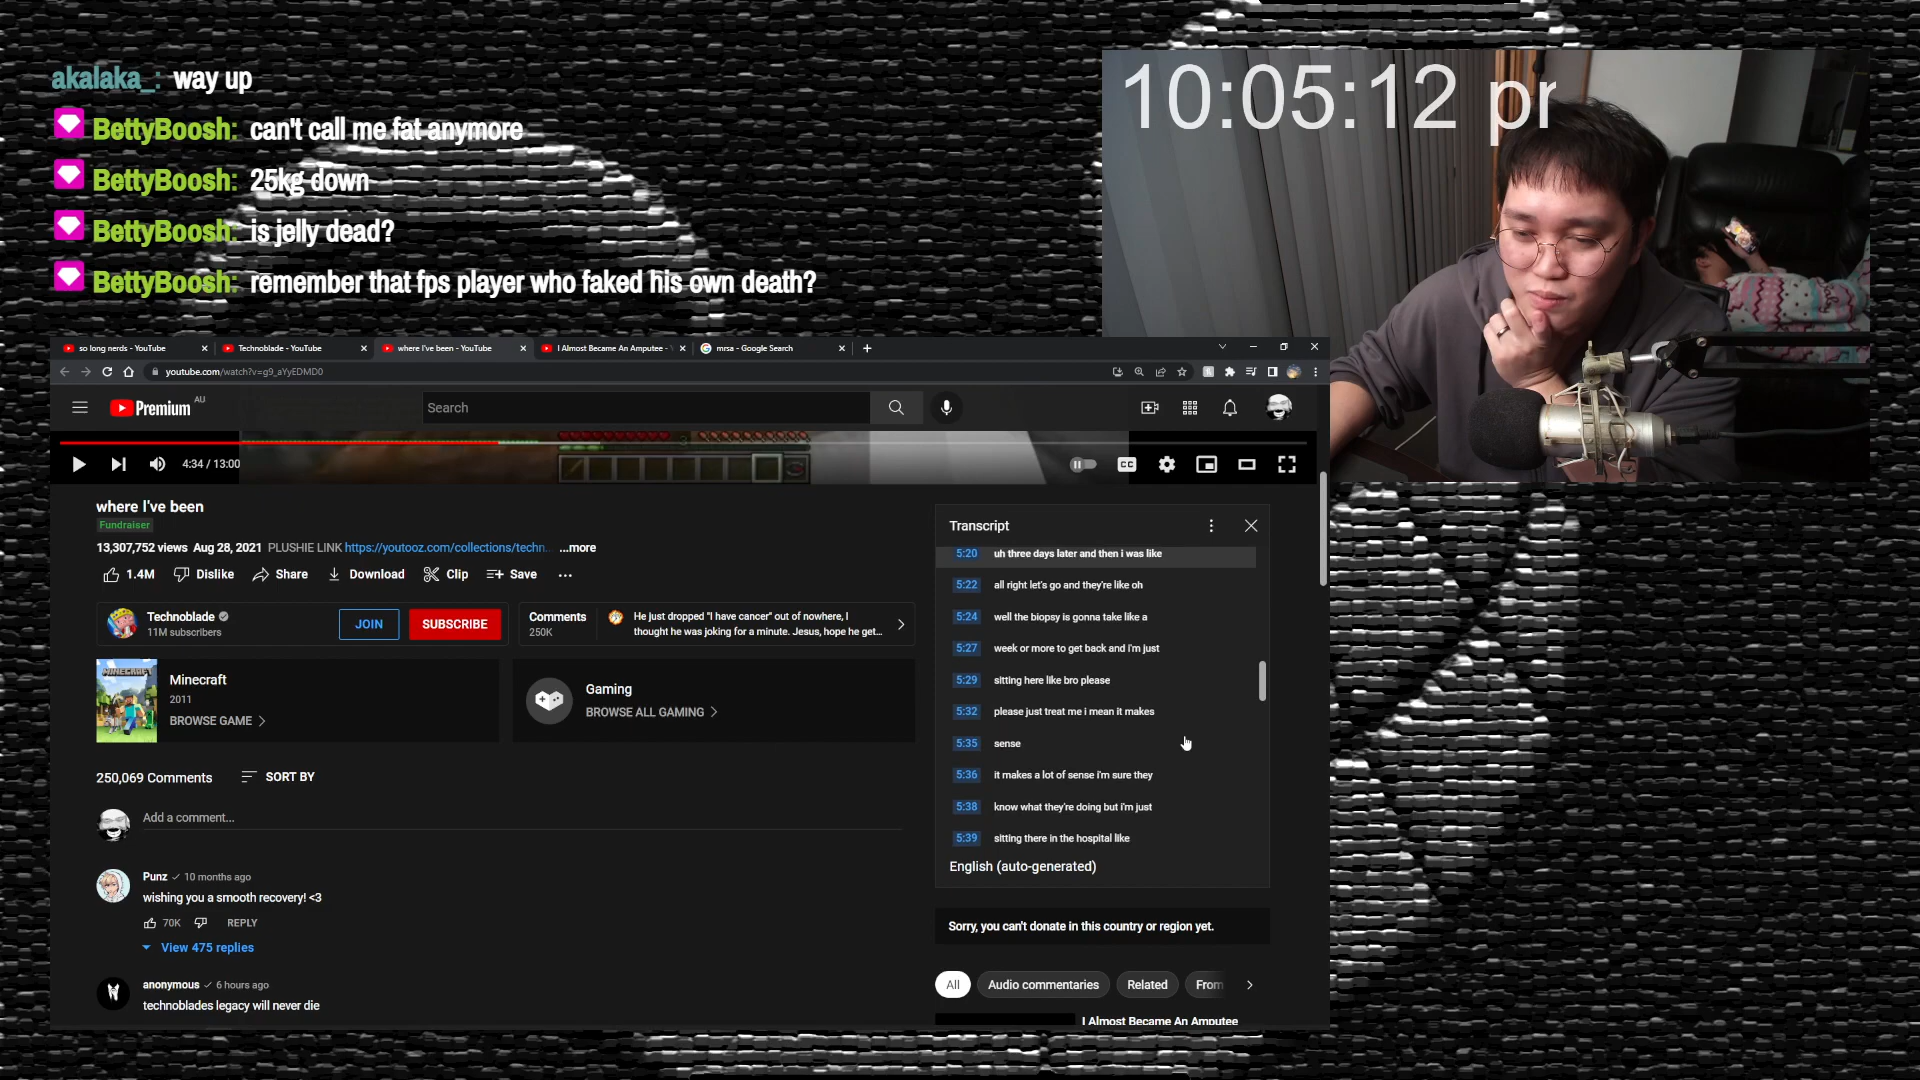 akalaka_: way up
BettyBoosh: can't call me fat anymore
BettyBoosh: 25kg down
BettyBoosh: is jelly dead?
BettyBoosh: remember that fps player who faked his own death?
10:05:12 pr
so long nerds - YouTube
Technoblade - YouTube
where I've been - YouTube
I Almost Became An Amputee -
mrsa - Google Search
youtube.com/watch?v=g9_aYyEDMD0
Premium AU
Search
4:34 / 13:00
CC
where I've been
Fundraiser
13,307,752 views Aug 28, 2021 PLUSHIE LINK https://youtooz.com/collections/techn... ...more
1.4M Dislike Share Download Clip Save
Technoblade
11M subscribers
JOIN
SUBSCRIBE
Comments
250K
He just dropped "I have cancer" out of nowhere, I
thought he was joking for a minute. Jesus, hope he get...
MINECRAFT
Minecraft
2011
BROWSE GAME
Gaming
BROWSE ALL GAMING
250,069 Comments SORT BY
Add a comment...
Punz 10 months ago
wishing you a smooth recovery! <3
70K REPLY
View 475 replies
anonymous 6 hours ago
technoblades legacy will never die
Transcript
5:20 uh three days later and then i was like
5:22 all right let's go and they're like oh
5:24 well the biopsy is gonna take like a
5:27 week or more to get back and i'm just
5:29 sitting here like bro please
5:32 please just treat me i mean it makes
5:35 sense
5:36 it makes a lot of sense i'm sure they
5:38 know what they're doing but i'm just
5:39 sitting there in the hospital like
English (auto-generated)
Sorry, you can't donate in this country or region yet.
All Audio commentaries Related From
I Almost Became An Amputee